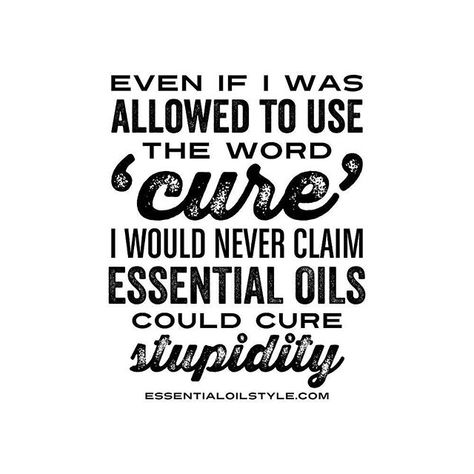 EVEN IF I WAS
ALLOWED TO USE
THE WORD
'cure'
I WOULD NEVER CLAIM
ESSENTIAL OILS
COULD CURE
stupidity
ESSENTIALOILSTYLE.COM